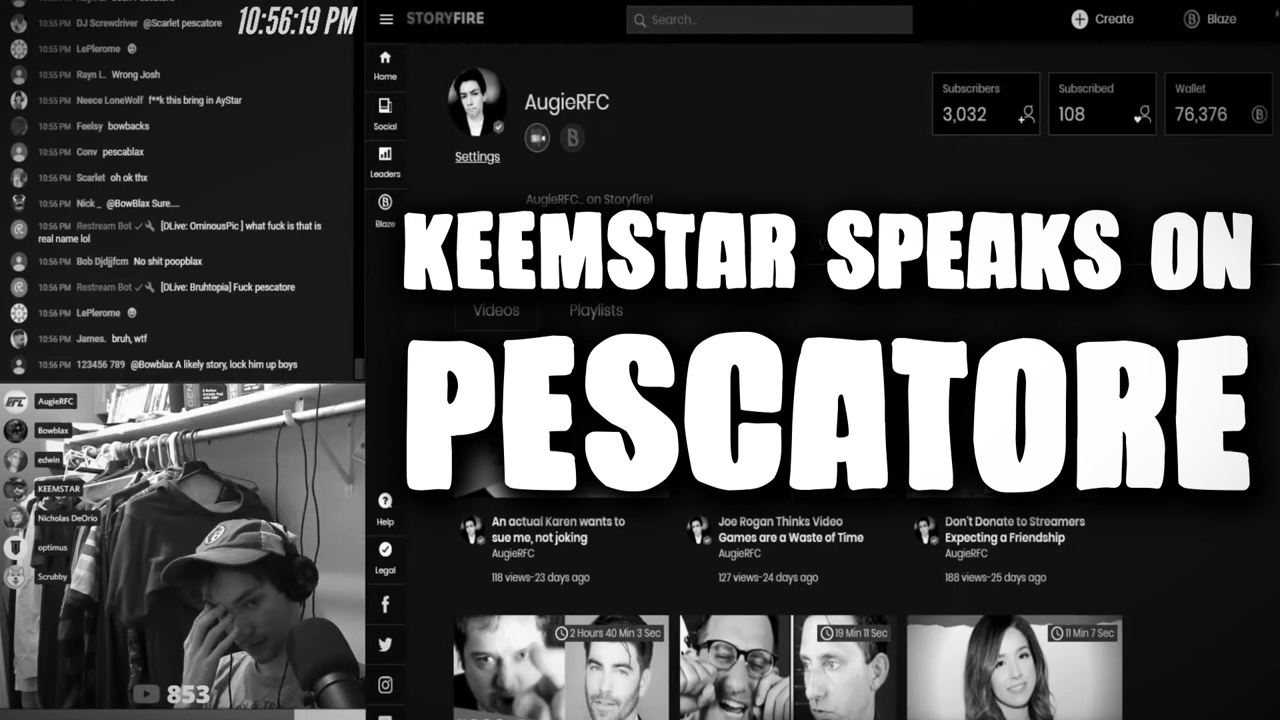 10:56:19 PM
10:55 PM DJ Screwdriver @Scarlet pescatore
10:55 PM LePlerome
10:55 PM Rayn L. Wrong Josh
10:55 PM Neece LoneWolf f**k this bring in AyStar
10:55 PM Feelsy bowbacks
10:55 PM Conv pescablax
10:56 PM Scarlet oh ok thx
10:56 PM Nick _ @BowBlax Sure....
10:56 PM Restream Bot [DLive: OminousPic ] what fuck is that is
real name lol
10:56 PM Bob Djdjjfcm No shit poopblax
10:56 PM Restream Bot [DLive: Bruhtopia] Fuck pescatore
10:56 PM LePlerome
10:56 PM James. bruh, wtf
10:56 PM 123456 789 @Bowblax A likely story, lock him up boys
AugieRFC
Bowblax
edwin
KEEMSTAR
Nicholas DeOrio
optimus
Scrubby
853
STORYFIRE
Search...
Create
Blaze
Home
Social
Leaders
Blaze
Help
Legal
AugieRFC
Settings
Subscribers
3,032
Subscribed
108
Wallet
76,376
AugieRFC.. on Storyfire!
KEEMSTAR SPEAKS ON
Videos
Playlists
PESCATORE
An actual Karen wants to
sue me, not joking
AugieRFC
118 views-23 days ago
Joe Rogan Thinks Video
Games are a Waste of Time
AugieRFC
127 views-24 days ago
Don't Donate to Streamers
Expecting a Friendship
AugieRFC
188 views-25 days ago
2 Hours 40 Min 3 Sec
19 Min 11 Sec
11 Min 7 Sec